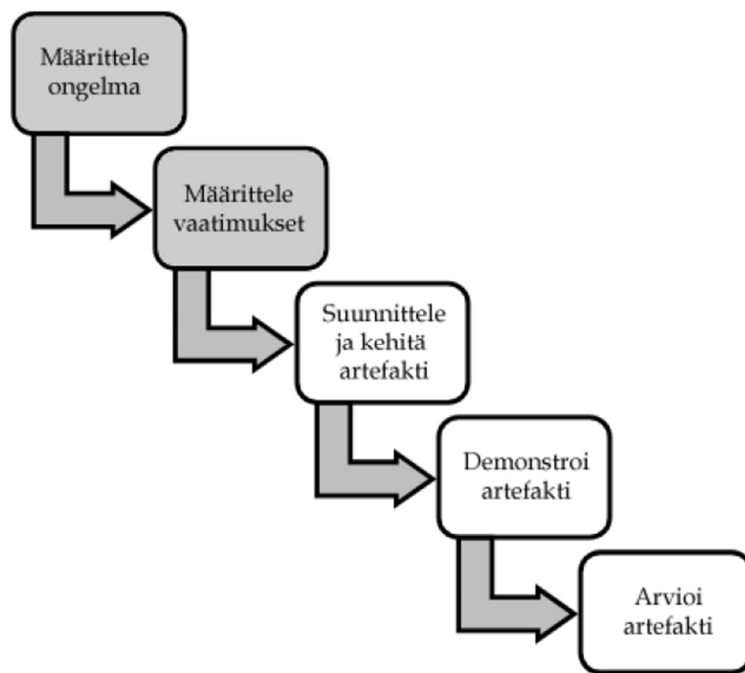 Määrittele
ongelma
Määrittele
vaatimukset
Suunnittele
ja kehitä
artefakti
Demonstroi
artefakti
Arvioi
artefakti